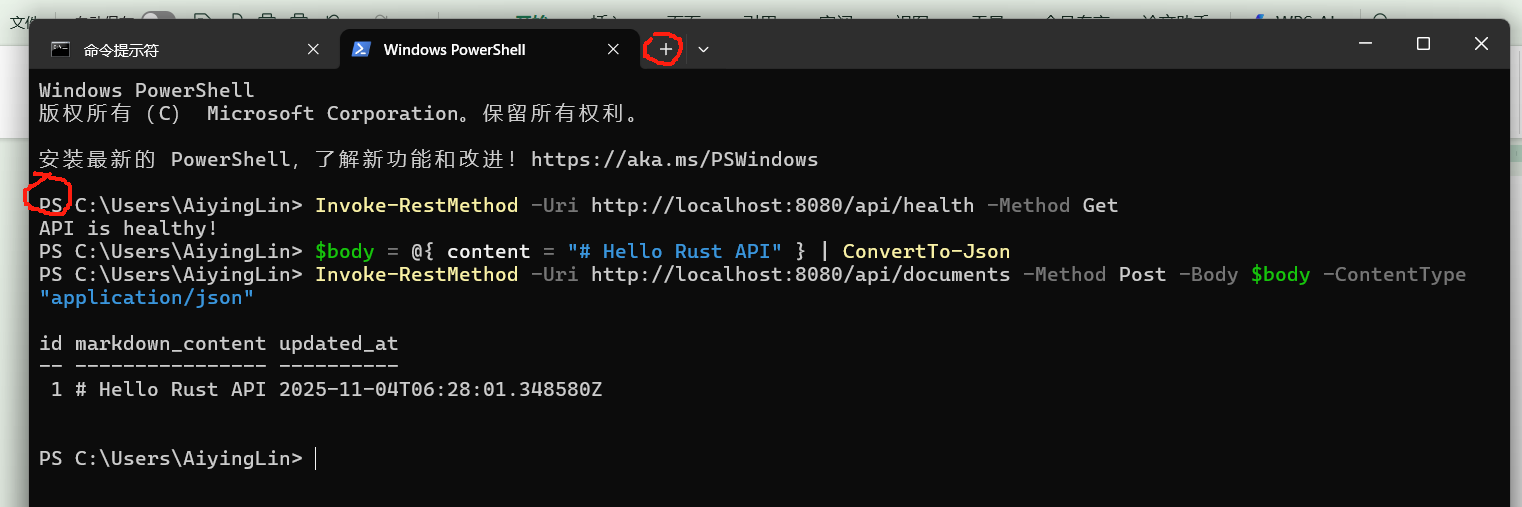 命令提示符
Windows PowerShell
Windows PowerShell
版权所有 (C) Microsoft Corporation。保留所有权利。
安装最新的 PowerShell，了解新功能和改进！https://aka.ms/PSWindows
PS C:\Users\AiyingLin> Invoke-RestMethod -Uri http://localhost:8080/api/health -Method Get
API is healthy!
PS C:\Users\AiyingLin> $body = @{ content = "# Hello Rust API" } | ConvertTo-Json
PS C:\Users\AiyingLin> Invoke-RestMethod -Uri http://localhost:8080/api/documents -Method Post -Body $body -ContentType
"application/json"
id markdown_content updated_at
-- ---------------- ----------
1 # Hello Rust API 2025-11-04T06:28:01.348580Z
PS C:\Users\AiyingLin>